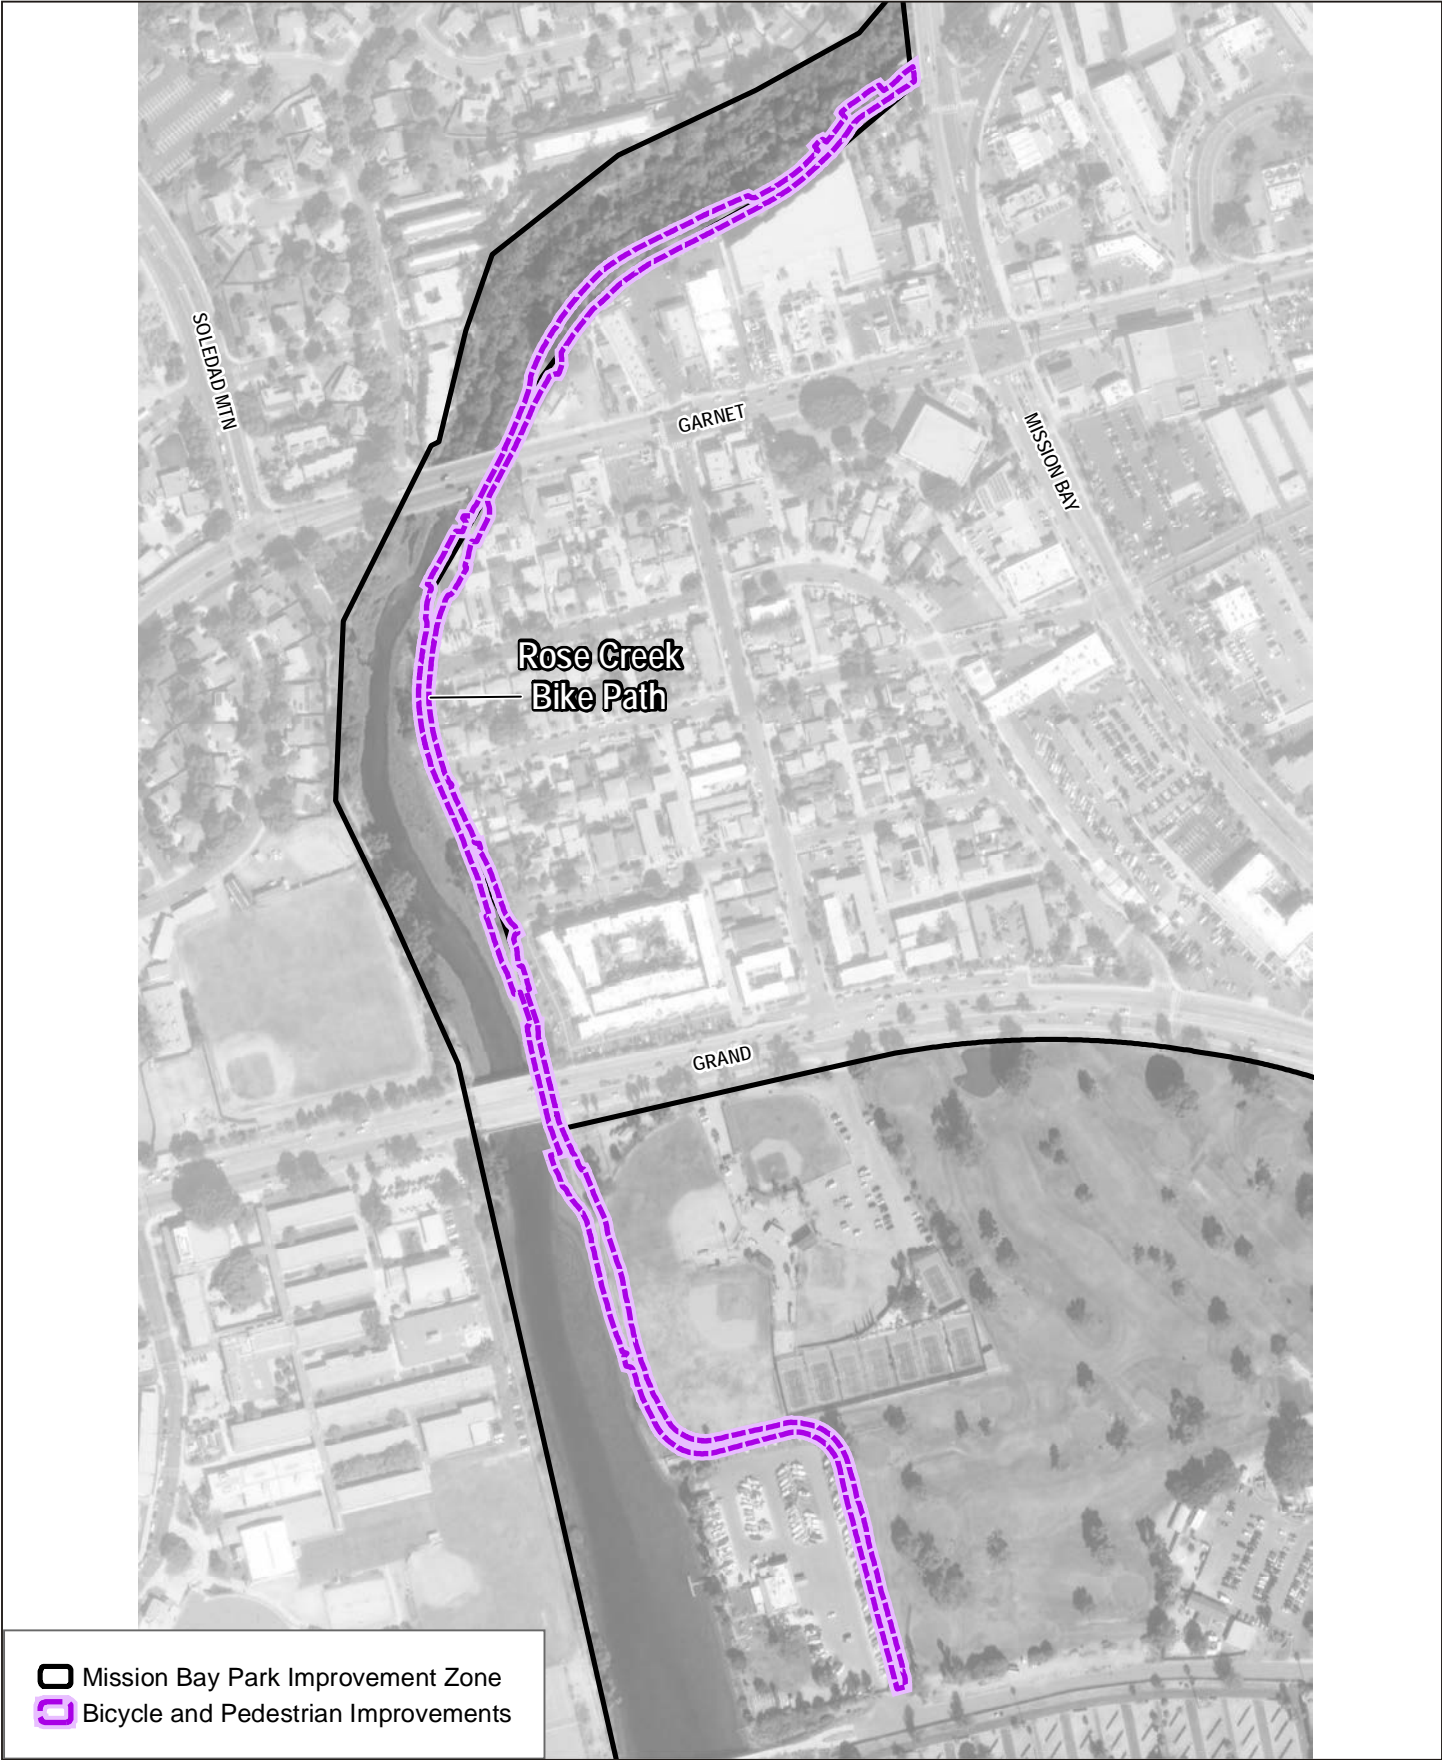 SOLEDAD MTN
GARNET
MISSION BAY
Rose Creek
Bike Path
GRAND
Mission Bay Park Improvement Zone
Bicycle and Pedestrian Improvements